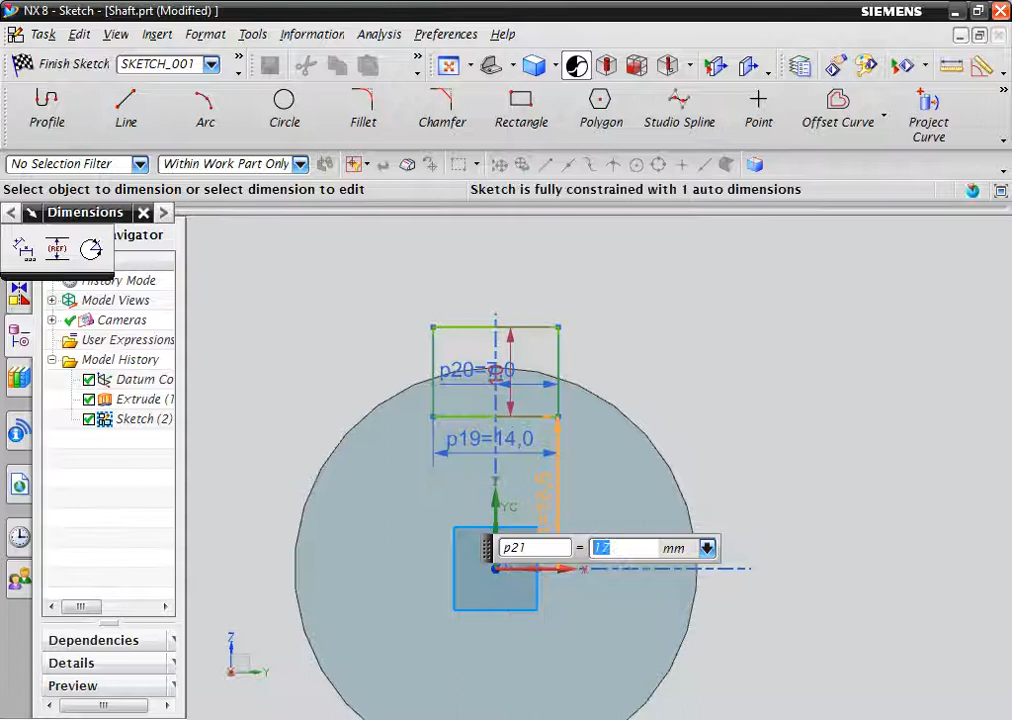 NX 8 - Sketch - [Shaft.prt (Modified) ]
SIEMENS
Task Edit View Insert Format Tools Information Analysis Preferences Help
Finish Sketch SKETCH_001
Profile Line Arc Circle Fillet Chamfer Rectangle Polygon Studio Spline Point Offset Curve Project Curve
No Selection Filter Within Work Part Only
Select object to dimension or select dimension to edit
Sketch is fully constrained with 1 auto dimensions
Dimensions
(REF)
vigator
History Mode
Model Views
Cameras
User Expressions
Model History
Datum Co
Extrude (1
Sketch (2)
p19=14,0
YC
p21 = 17 mm
X
Z
Y
Dependencies
Details
Preview